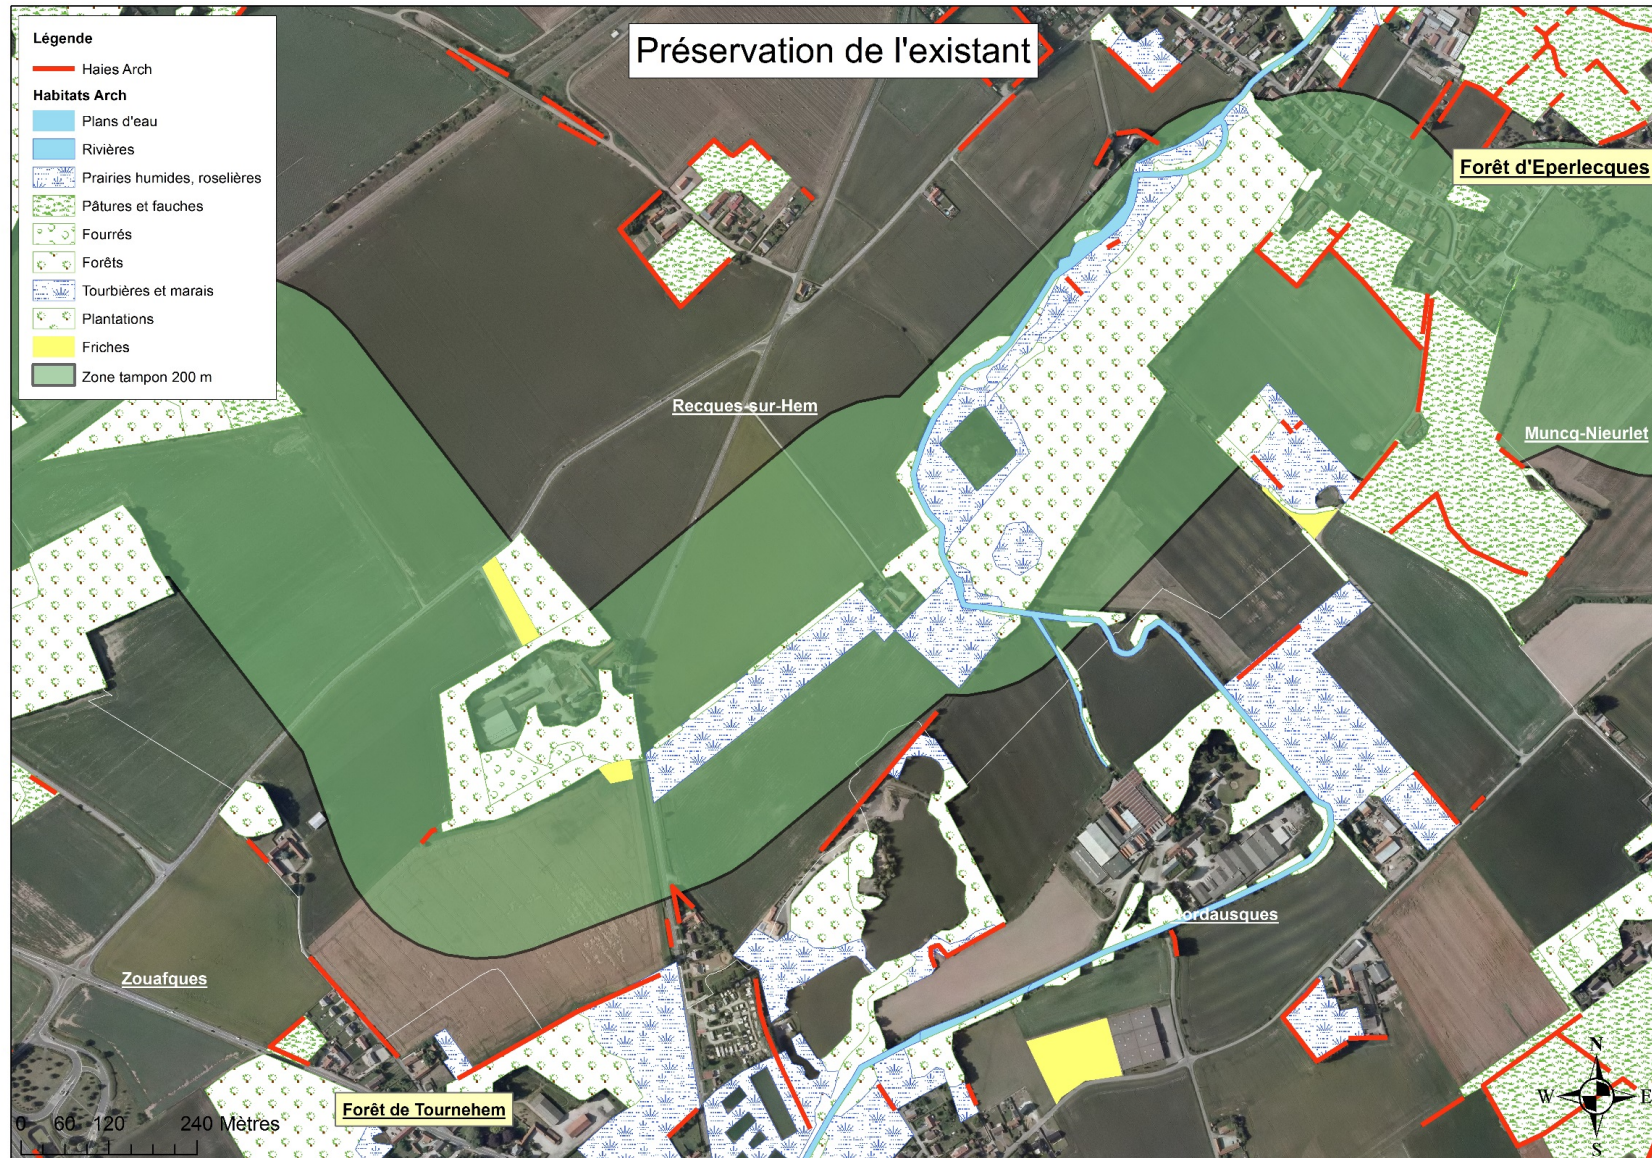 Préservation de l'existant
Légende
Haies Arch
Habitats Arch
Plans d'eau
Rivières
Prairies humides, roselières
Pâtures et fauches
Fourrés
Forêts
Tourbières et marais
Plantations
Friches
Zone tampon 200 m
Forêt d'Eperlecques
Recques-sur-Hem
Muncq-Nieurlet
Nordausques
Zouafques
Forêt de Tournehem
0 60 120 240 Mètres
N
W E
S